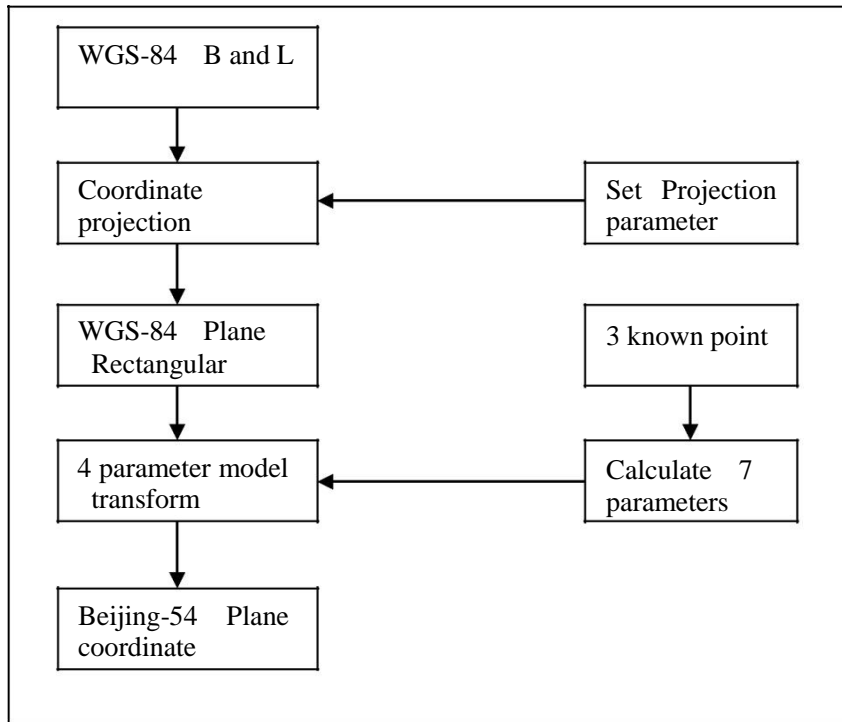 WGS-84 B and L
Coordinate
projection
Set Projection
parameter
WGS-84 Plane
Rectangular
3 known point
4 parameter model
transform
Calculate 7
parameters
Beijing-54 Plane
coordinate